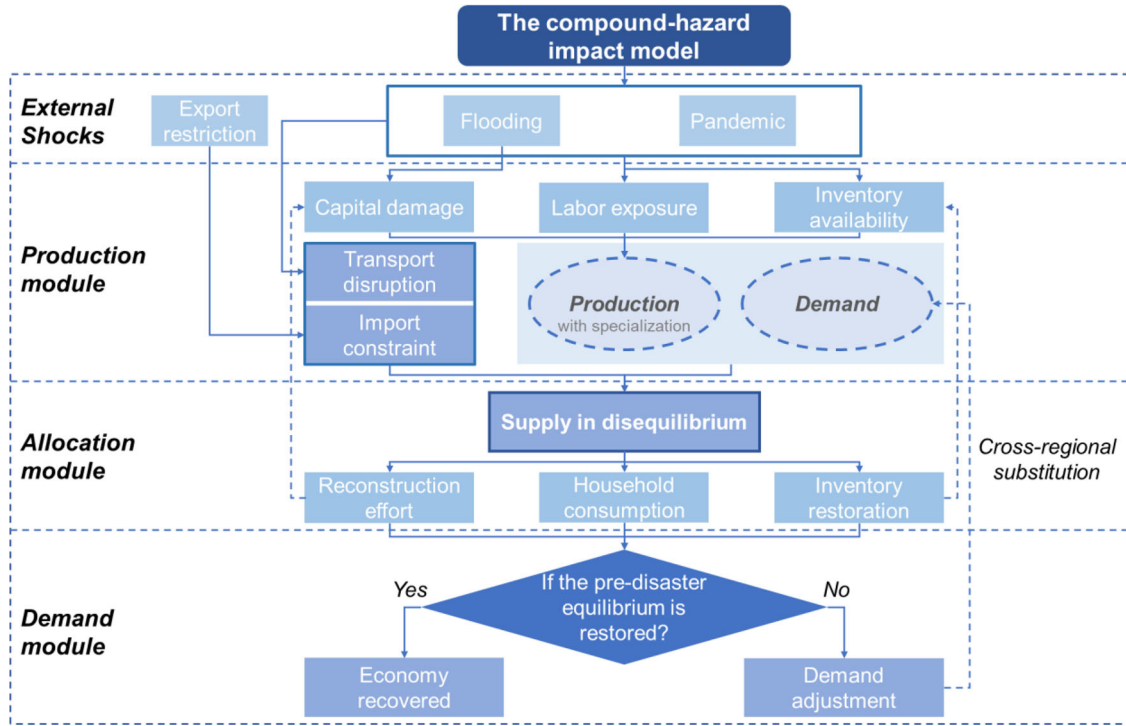 The compound-hazard
impact model
External
Shocks
Export
restriction
Flooding
Pandemic
Production
module
Capital damage
Labor exposure
Inventory
availability
Transport
disruption
Import
constraint
Production
with specialization
Demand
Allocation
module
Supply in disequilibrium
Cross-regional
substitution
Reconstruction
effort
Household
consumption
Inventory
restoration
Demand
module
Yes
If the pre-disaster
equilibrium is
restored?
No
Economy
recovered
Demand
adjustment